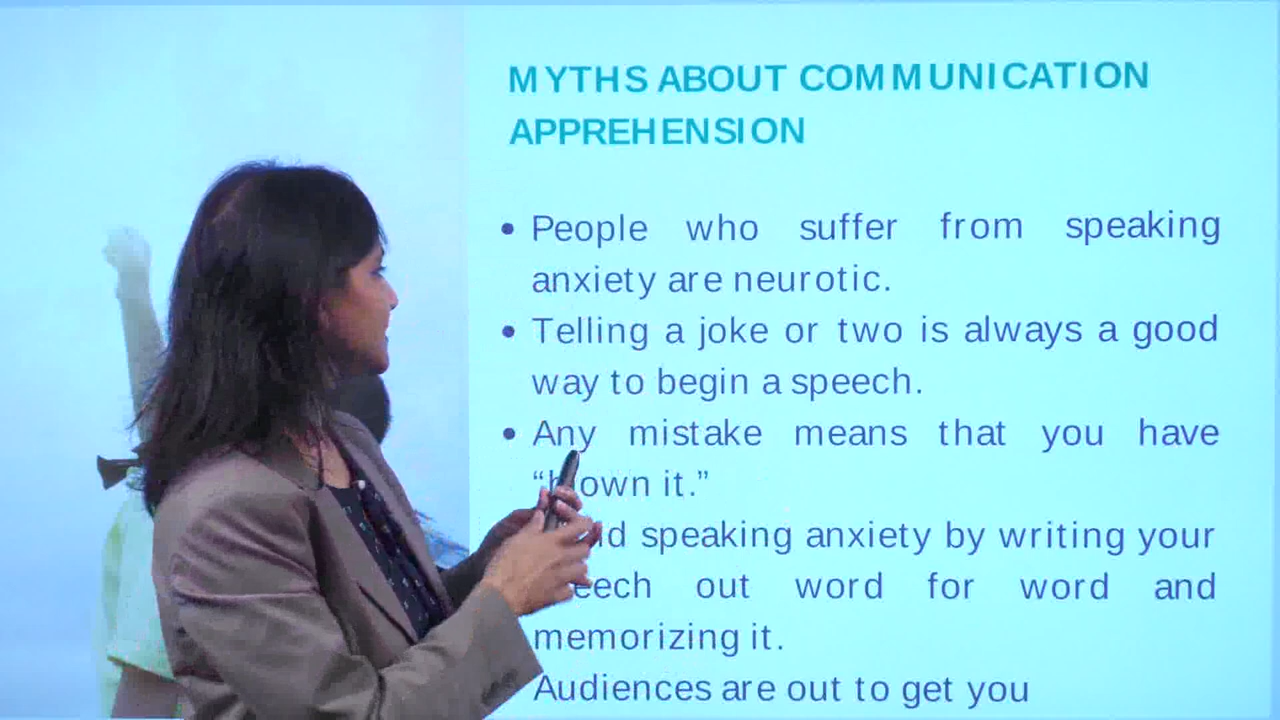 MYTHS ABOUT COMMUNICATION
APPREHENSION
• People who suffer from speaking
anxiety are neurotic.
• Telling a joke or two is always a good
way to begin a speech.
• Any mistake means that you have
“blown it.”
speaking anxiety by writing your
out word for word and
memorizing it.
Audiences are out to get you